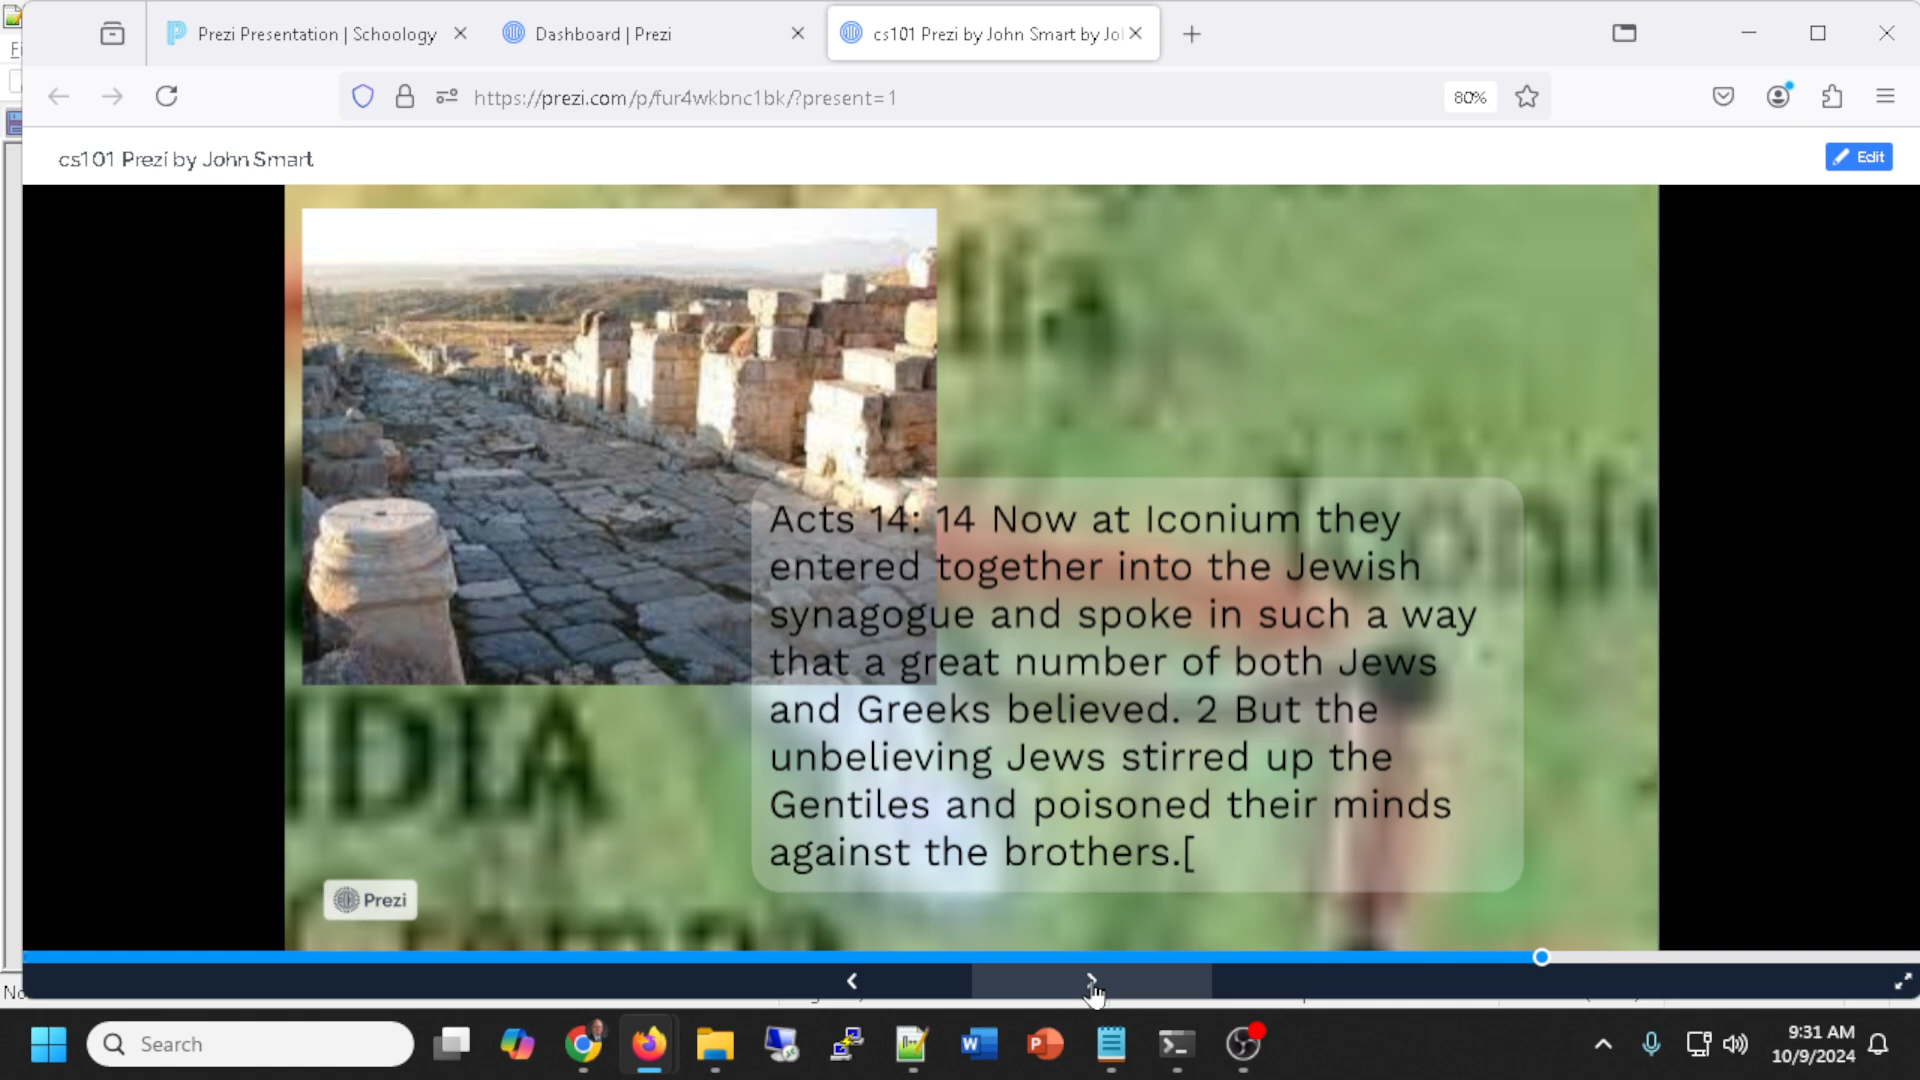 Prezi Presentation | Schoology
Dashboard | Prezi
cs101 Prezi by John Smart by Jo
https://prezi.com/p/fur4wkbnc1bk/?present=1
80%
cs101 Prezi by John Smart
Edit
Acts 14: 14 Now at Iconium they
entered together into the Jewish
synagogue and spoke in such a way
that a great number of both Jews
and Greeks believed. 2 But the
unbelieving Jews stirred up the
Gentiles and poisoned their minds
against the brothers.[
IDIA
Prezi
Search
9:31 AM
10/9/2024